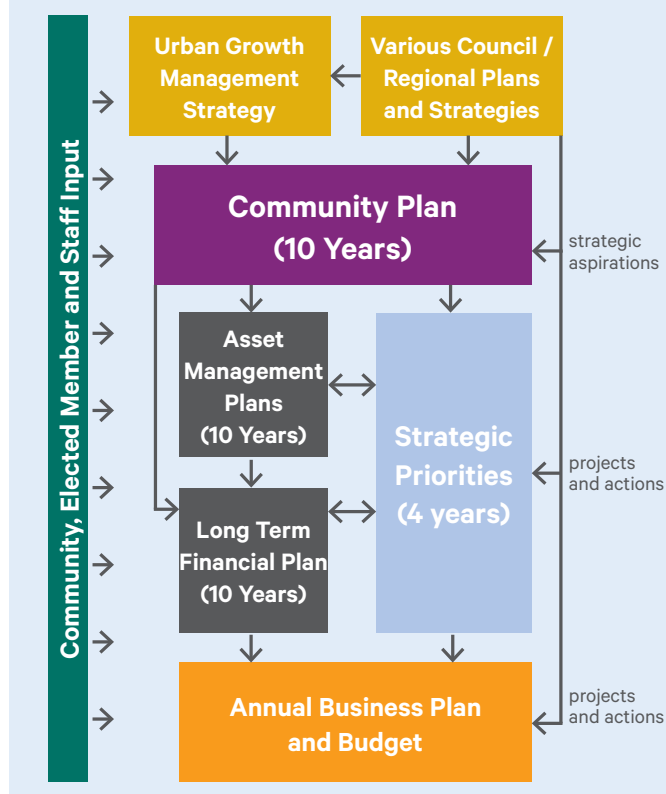 Community, Elected Member and Staff Input
Urban Growth
Management
Strategy
Various Council /
Regional Plans
and Strategies
Community Plan
(10 Years)
strategic
aspirations
Asset
Management
Plans
(10 Years)
Strategic
Priorities
(4 years)
projects
and actions
Long Term
Financial Plan
(10 Years)
Annual Business Plan
and Budget
projects
and actions